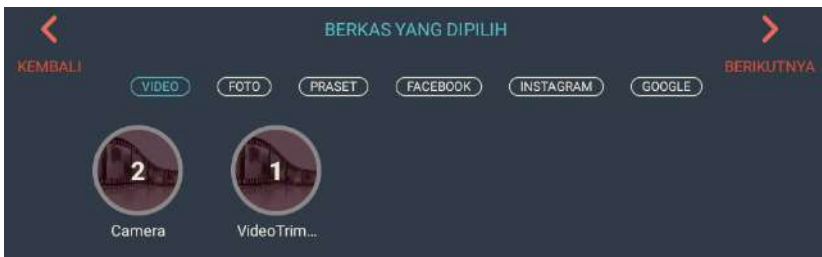 BERKAS YANG DIPILIH
KEMBALI
BERIKUTNYA
VIDEO FOTO PRASET FACEBOOK INSTAGRAM GOOGLE
2 1
Camera VideoTrim...